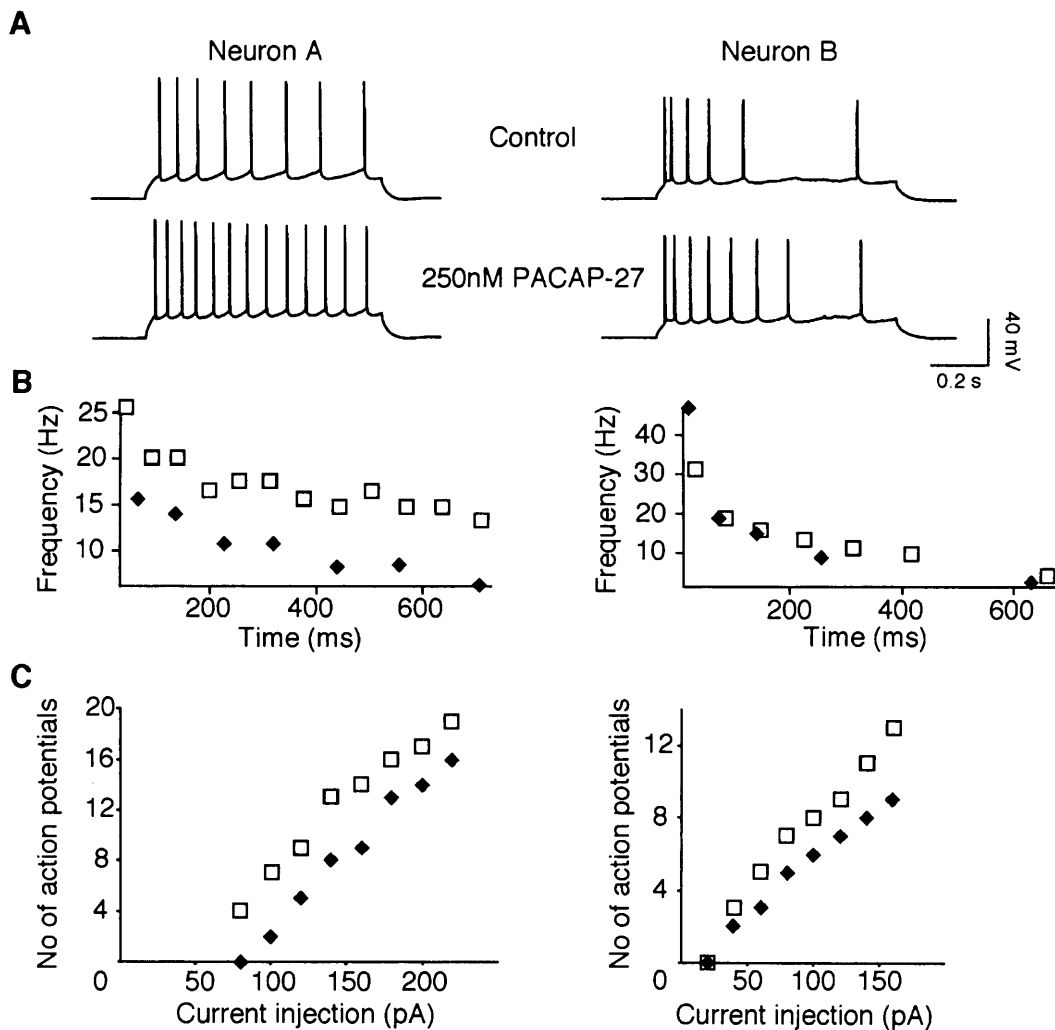 A
Neuron A
Neuron B
Control
250nM PACAP-27
40 mV
0.2 s
B
Frequency (Hz)
25
20
15
10
200
400
600
Time (ms)
Frequency (Hz)
40
30
20
10
200
400
600
Time (ms)
C
No of action potentials
20
16
12
8
4
0
50
100
150
200
Current injection (pA)
No of action potentials
12
8
4
0
50
100
150
Current injection (pA)